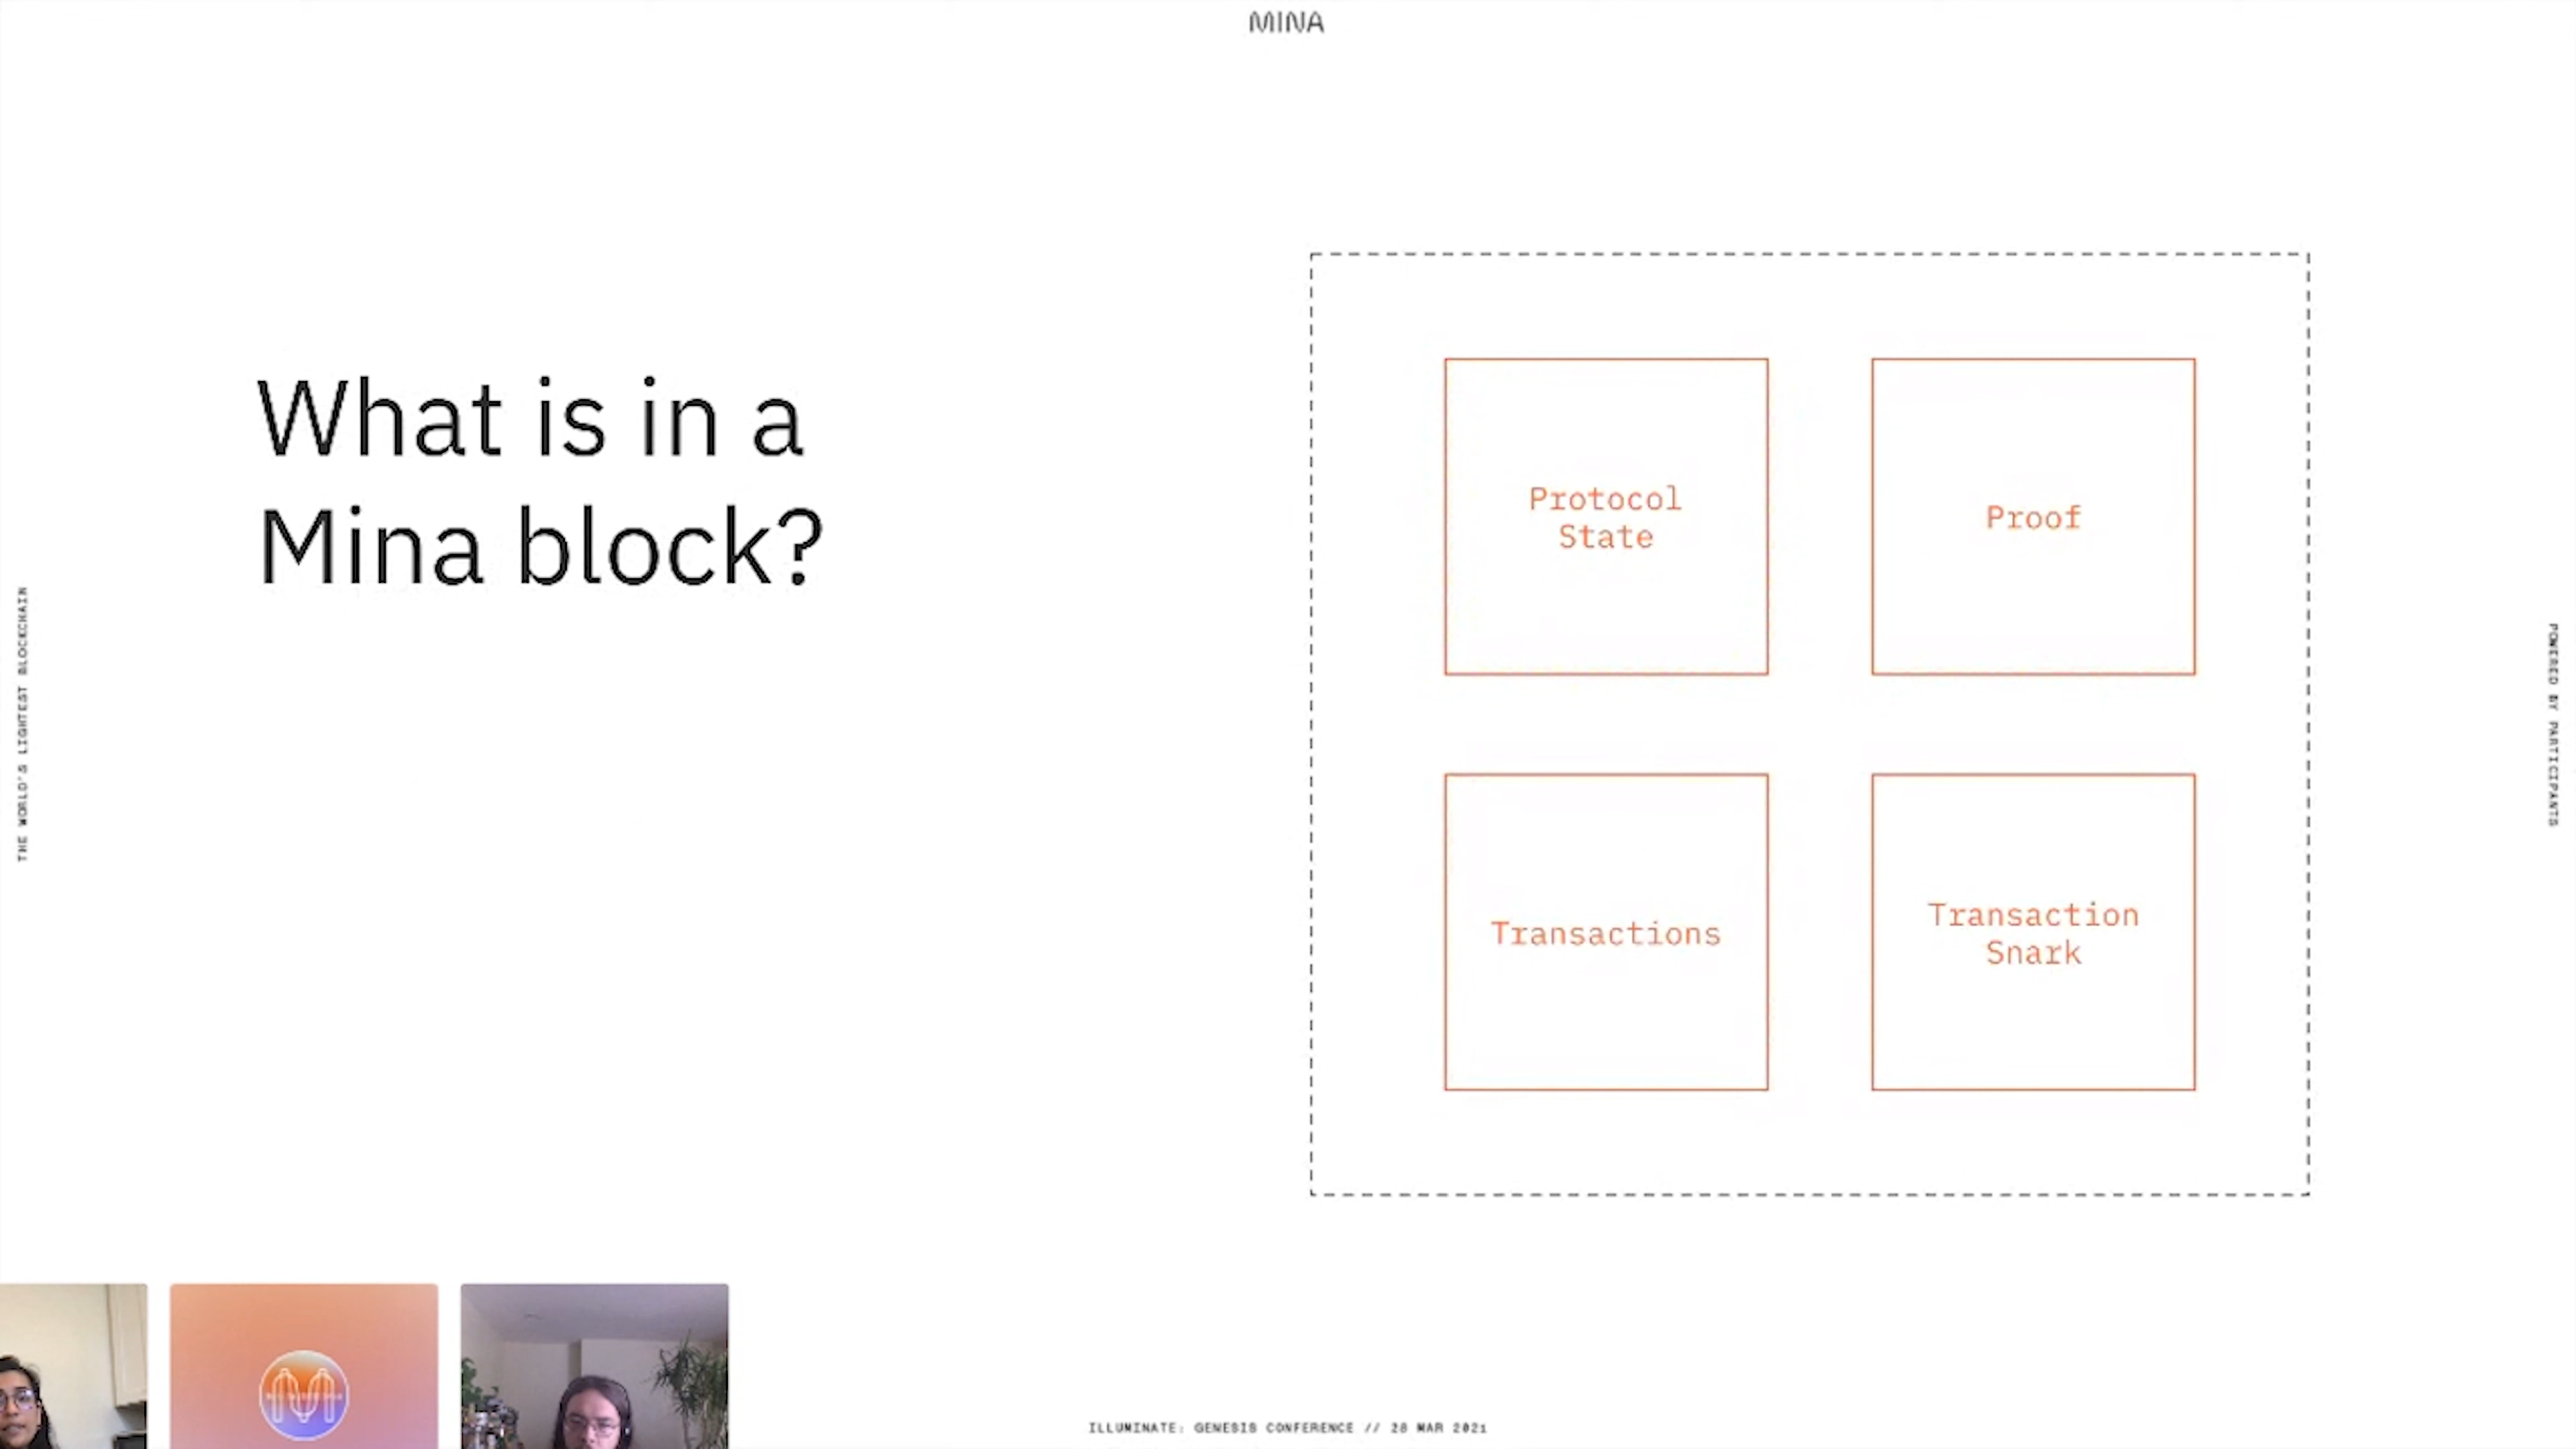 MINA
What is in a
Mina block?
Protocol
State
Proof
Transactions
Transaction
Snark
THE WORLD'S LIGHTEST BLOCKCHAIN
POWERED BY PARTICIPANTS
ILLUMINATE: GENESIS CONFERENCE // 28 MAR 2021